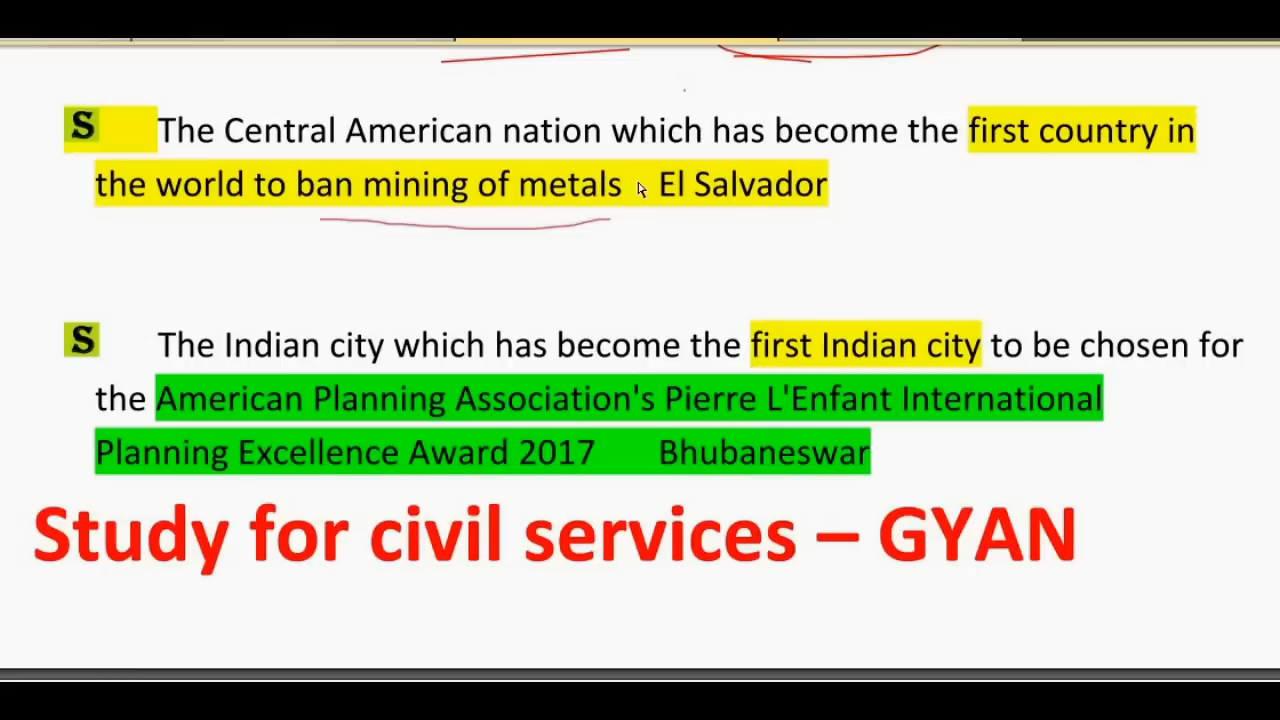 S The Central American nation which has become the first country in
the world to ban mining of metals El Salvador
S The Indian city which has become the first Indian city to be chosen for
the American Planning Association's Pierre L'Enfant International
Planning Excellence Award 2017 Bhubaneswar
Study for civil services – GYAN